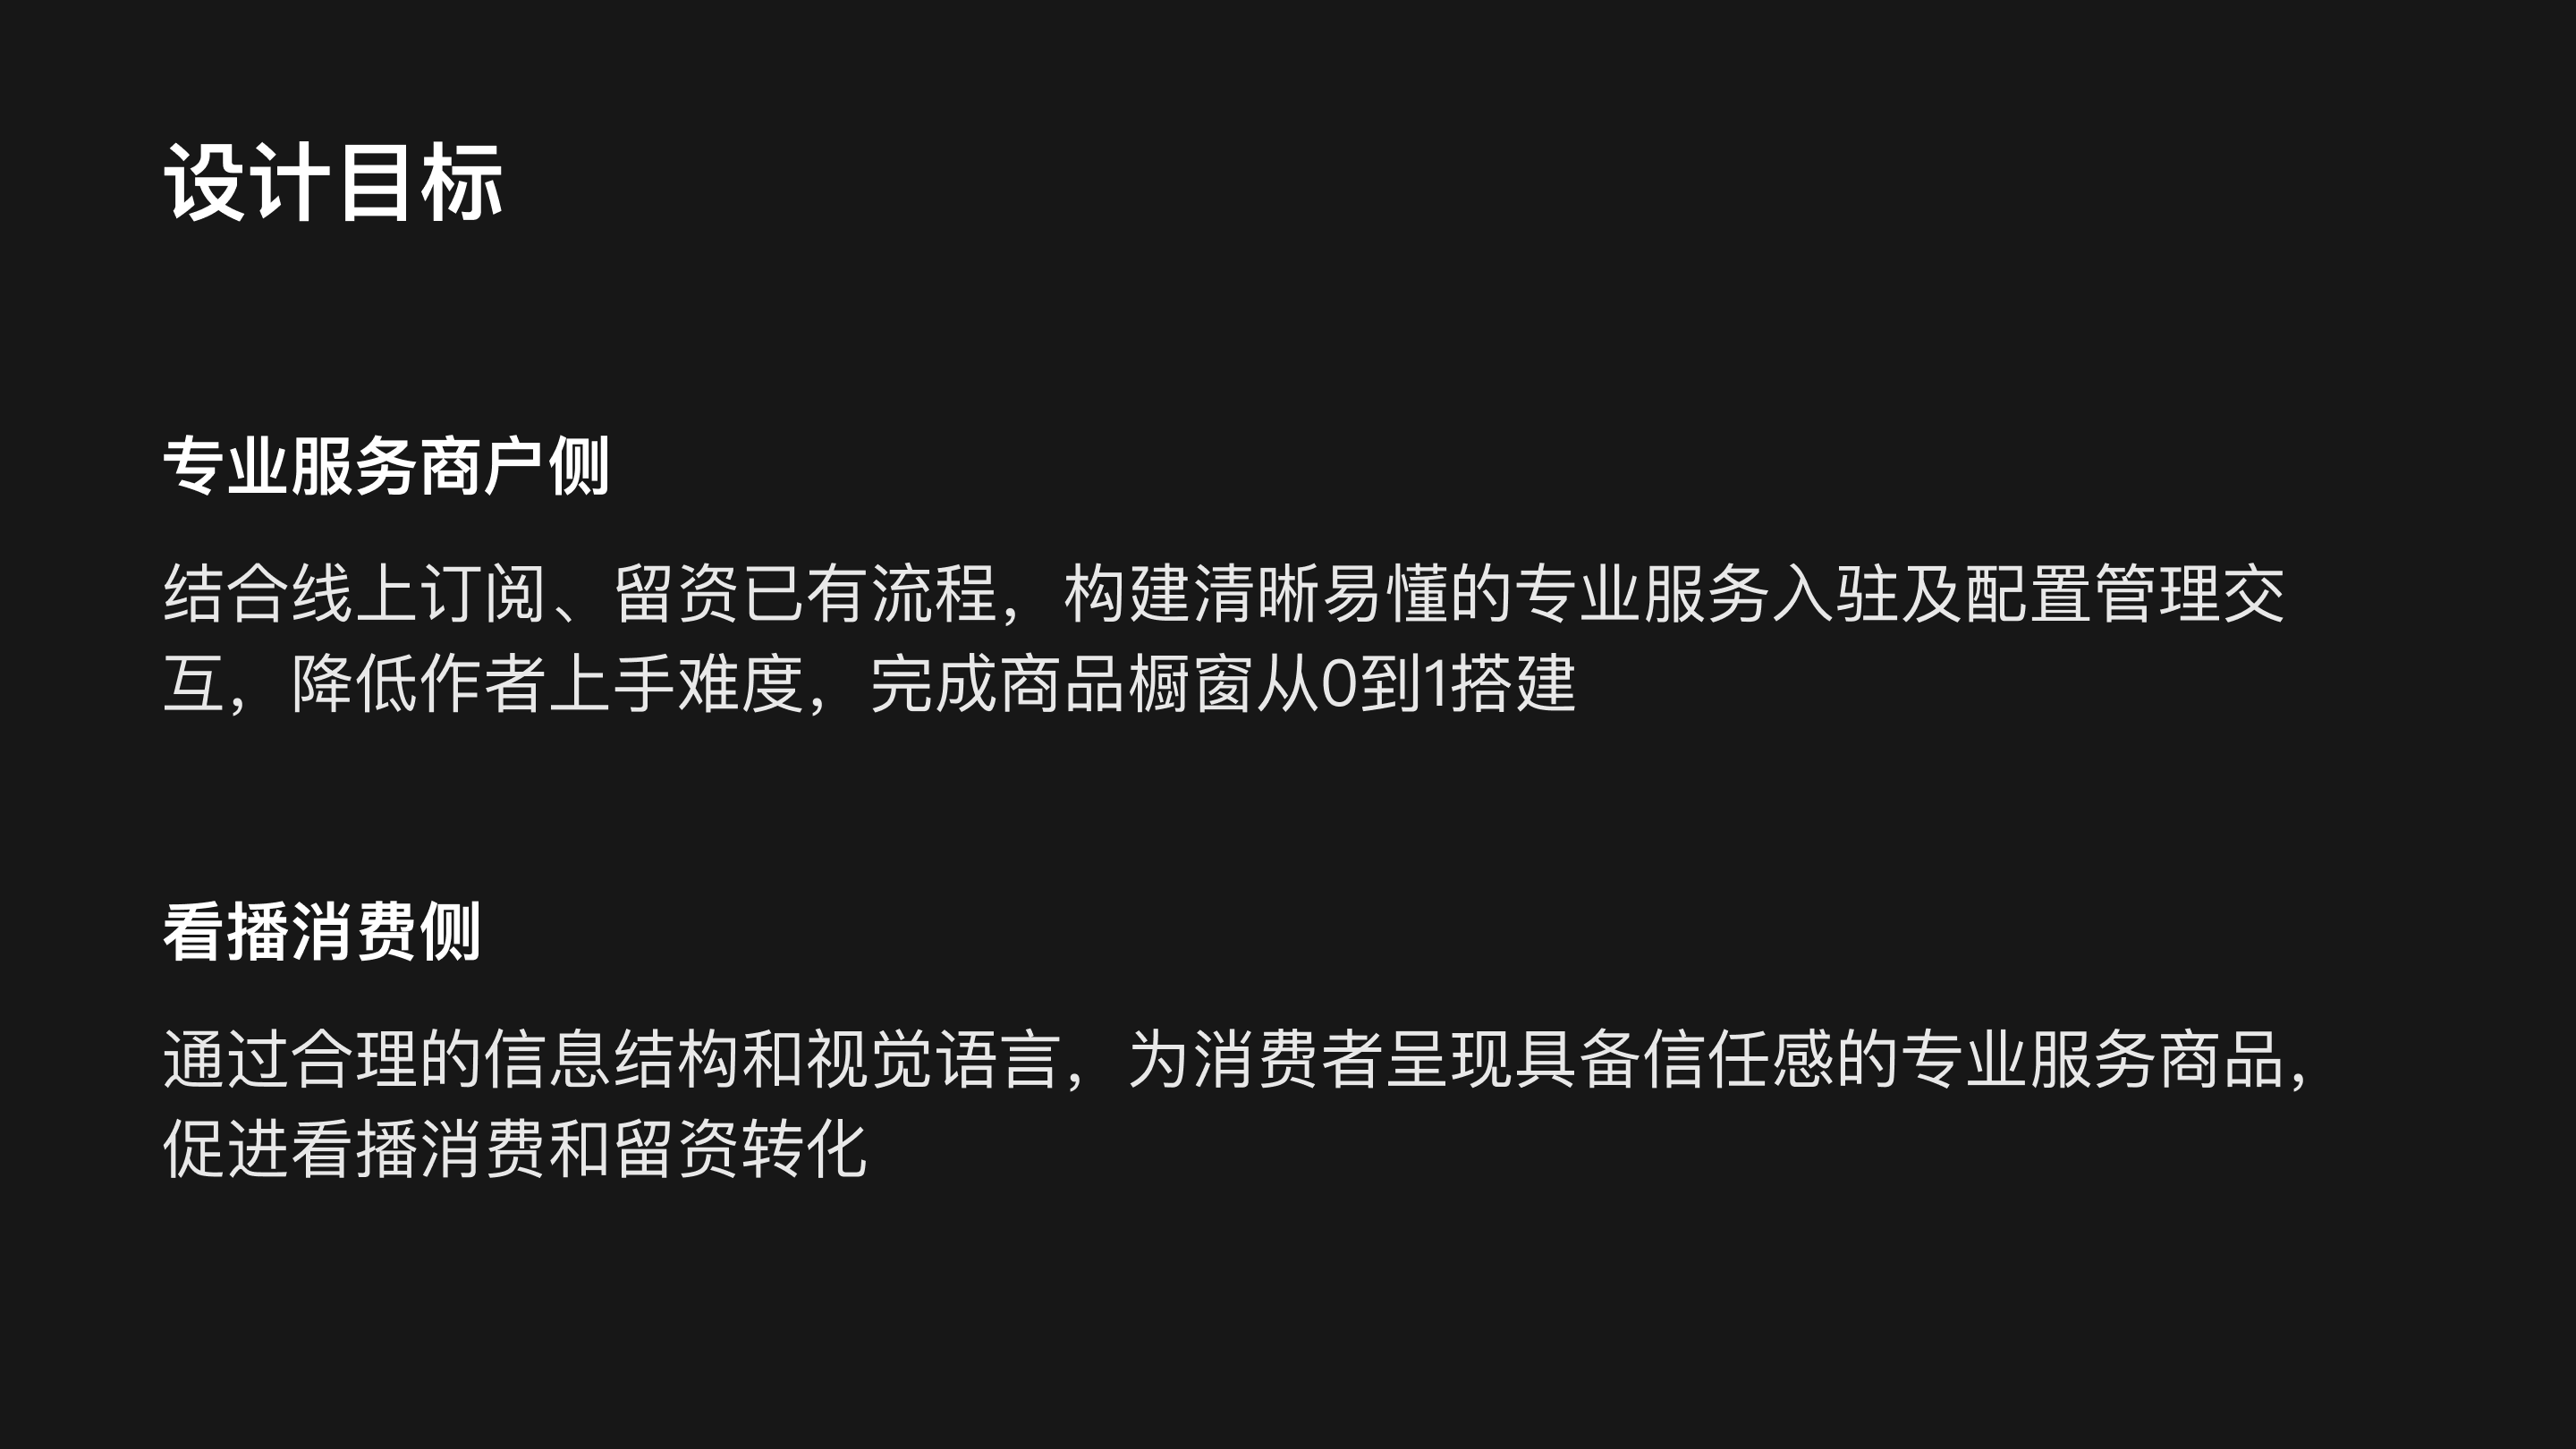 设计目标
专业服务商户侧
结合线上订阅、留资已有流程，构建清晰易懂的专业服务入驻及配置管理交
互，降低作者上手难度，完成商品橱窗从0到1搭建
看播消费侧
通过合理的信息结构和视觉语言，为消费者呈现具备信任感的专业服务商品，
促进看播消费和留资转化